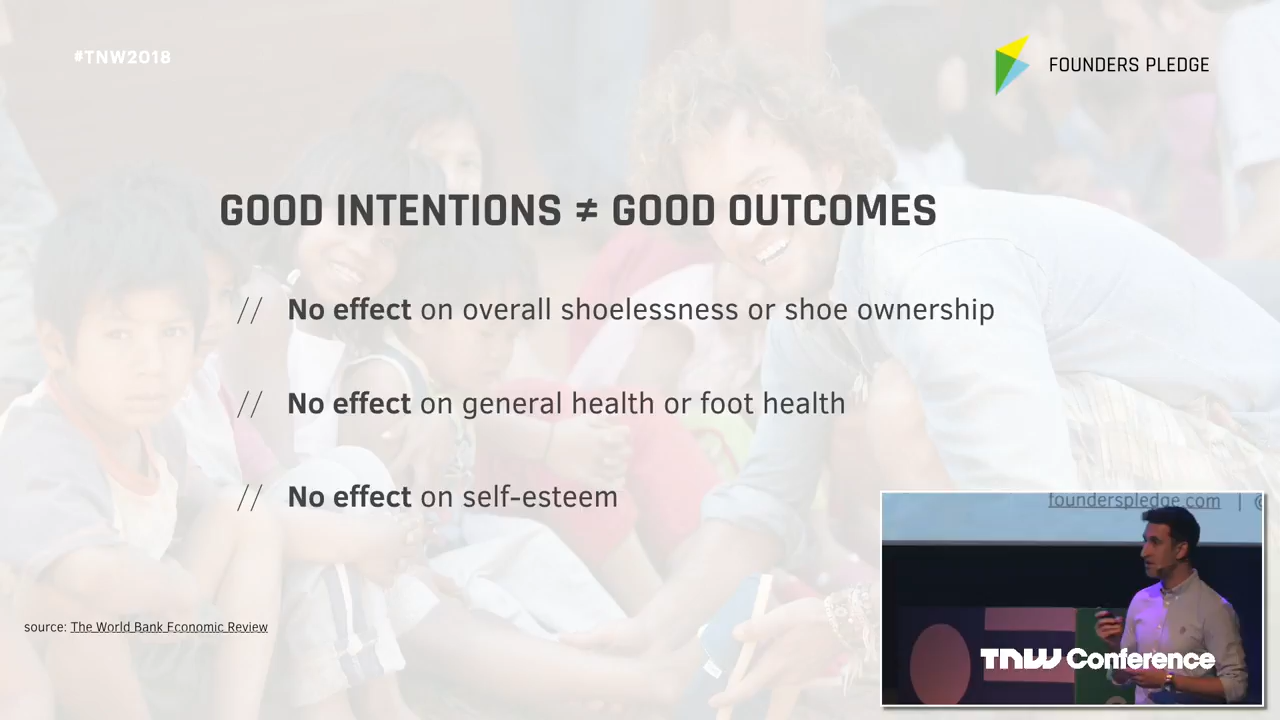 #TNW2018
FOUNDERS PLEDGE
GOOD INTENTIONS ≠ GOOD OUTCOMES
// No effect on overall shoelessness or shoe ownership
// No effect on general health or foot health
// No effect on self-esteem
source: The World Bank Economic Review
founderspledge.com | @
TNW Conference